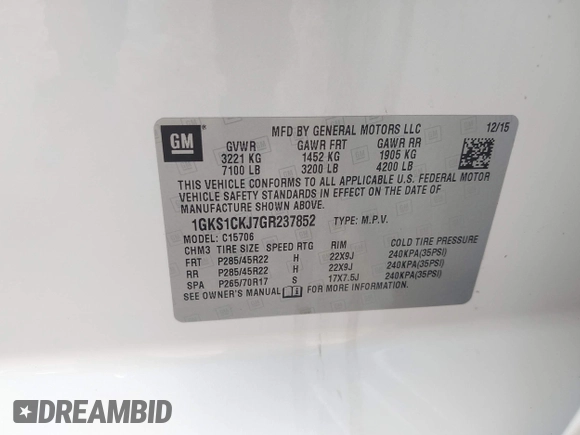 GM
MFD BY GENERAL MOTORS LLC 12/15
GVWR GAWR FRT GAWR RR
3221 KG 1452 KG 1905 KG
7100 LB 3200 LB 4200 LB
THIS VEHICLE CONFORMS TO ALL APPLICABLE U.S. FEDERAL MOTOR
VEHICLE SAFETY STANDARDS IN EFFECT ON THE DATE OF
MANUFACTURE SHOWN ABOVE.
1GKS1CKJ7GR237852 TYPE: M.P.V.
MODEL: C15706
CHM3 TIRE SIZE SPEED RTG RIM COLD TIRE PRESSURE
FRT P285/45R22 H 22X9J 240KPA(35PSI)
RR P285/45R22 H 22X9J 240KPA(35PSI)
SPA P265/70R17 S 17X7.5J 240KPA(35PSI)
SEE OWNER'S MANUAL FOR MORE INFORMATION.
DREAMBID